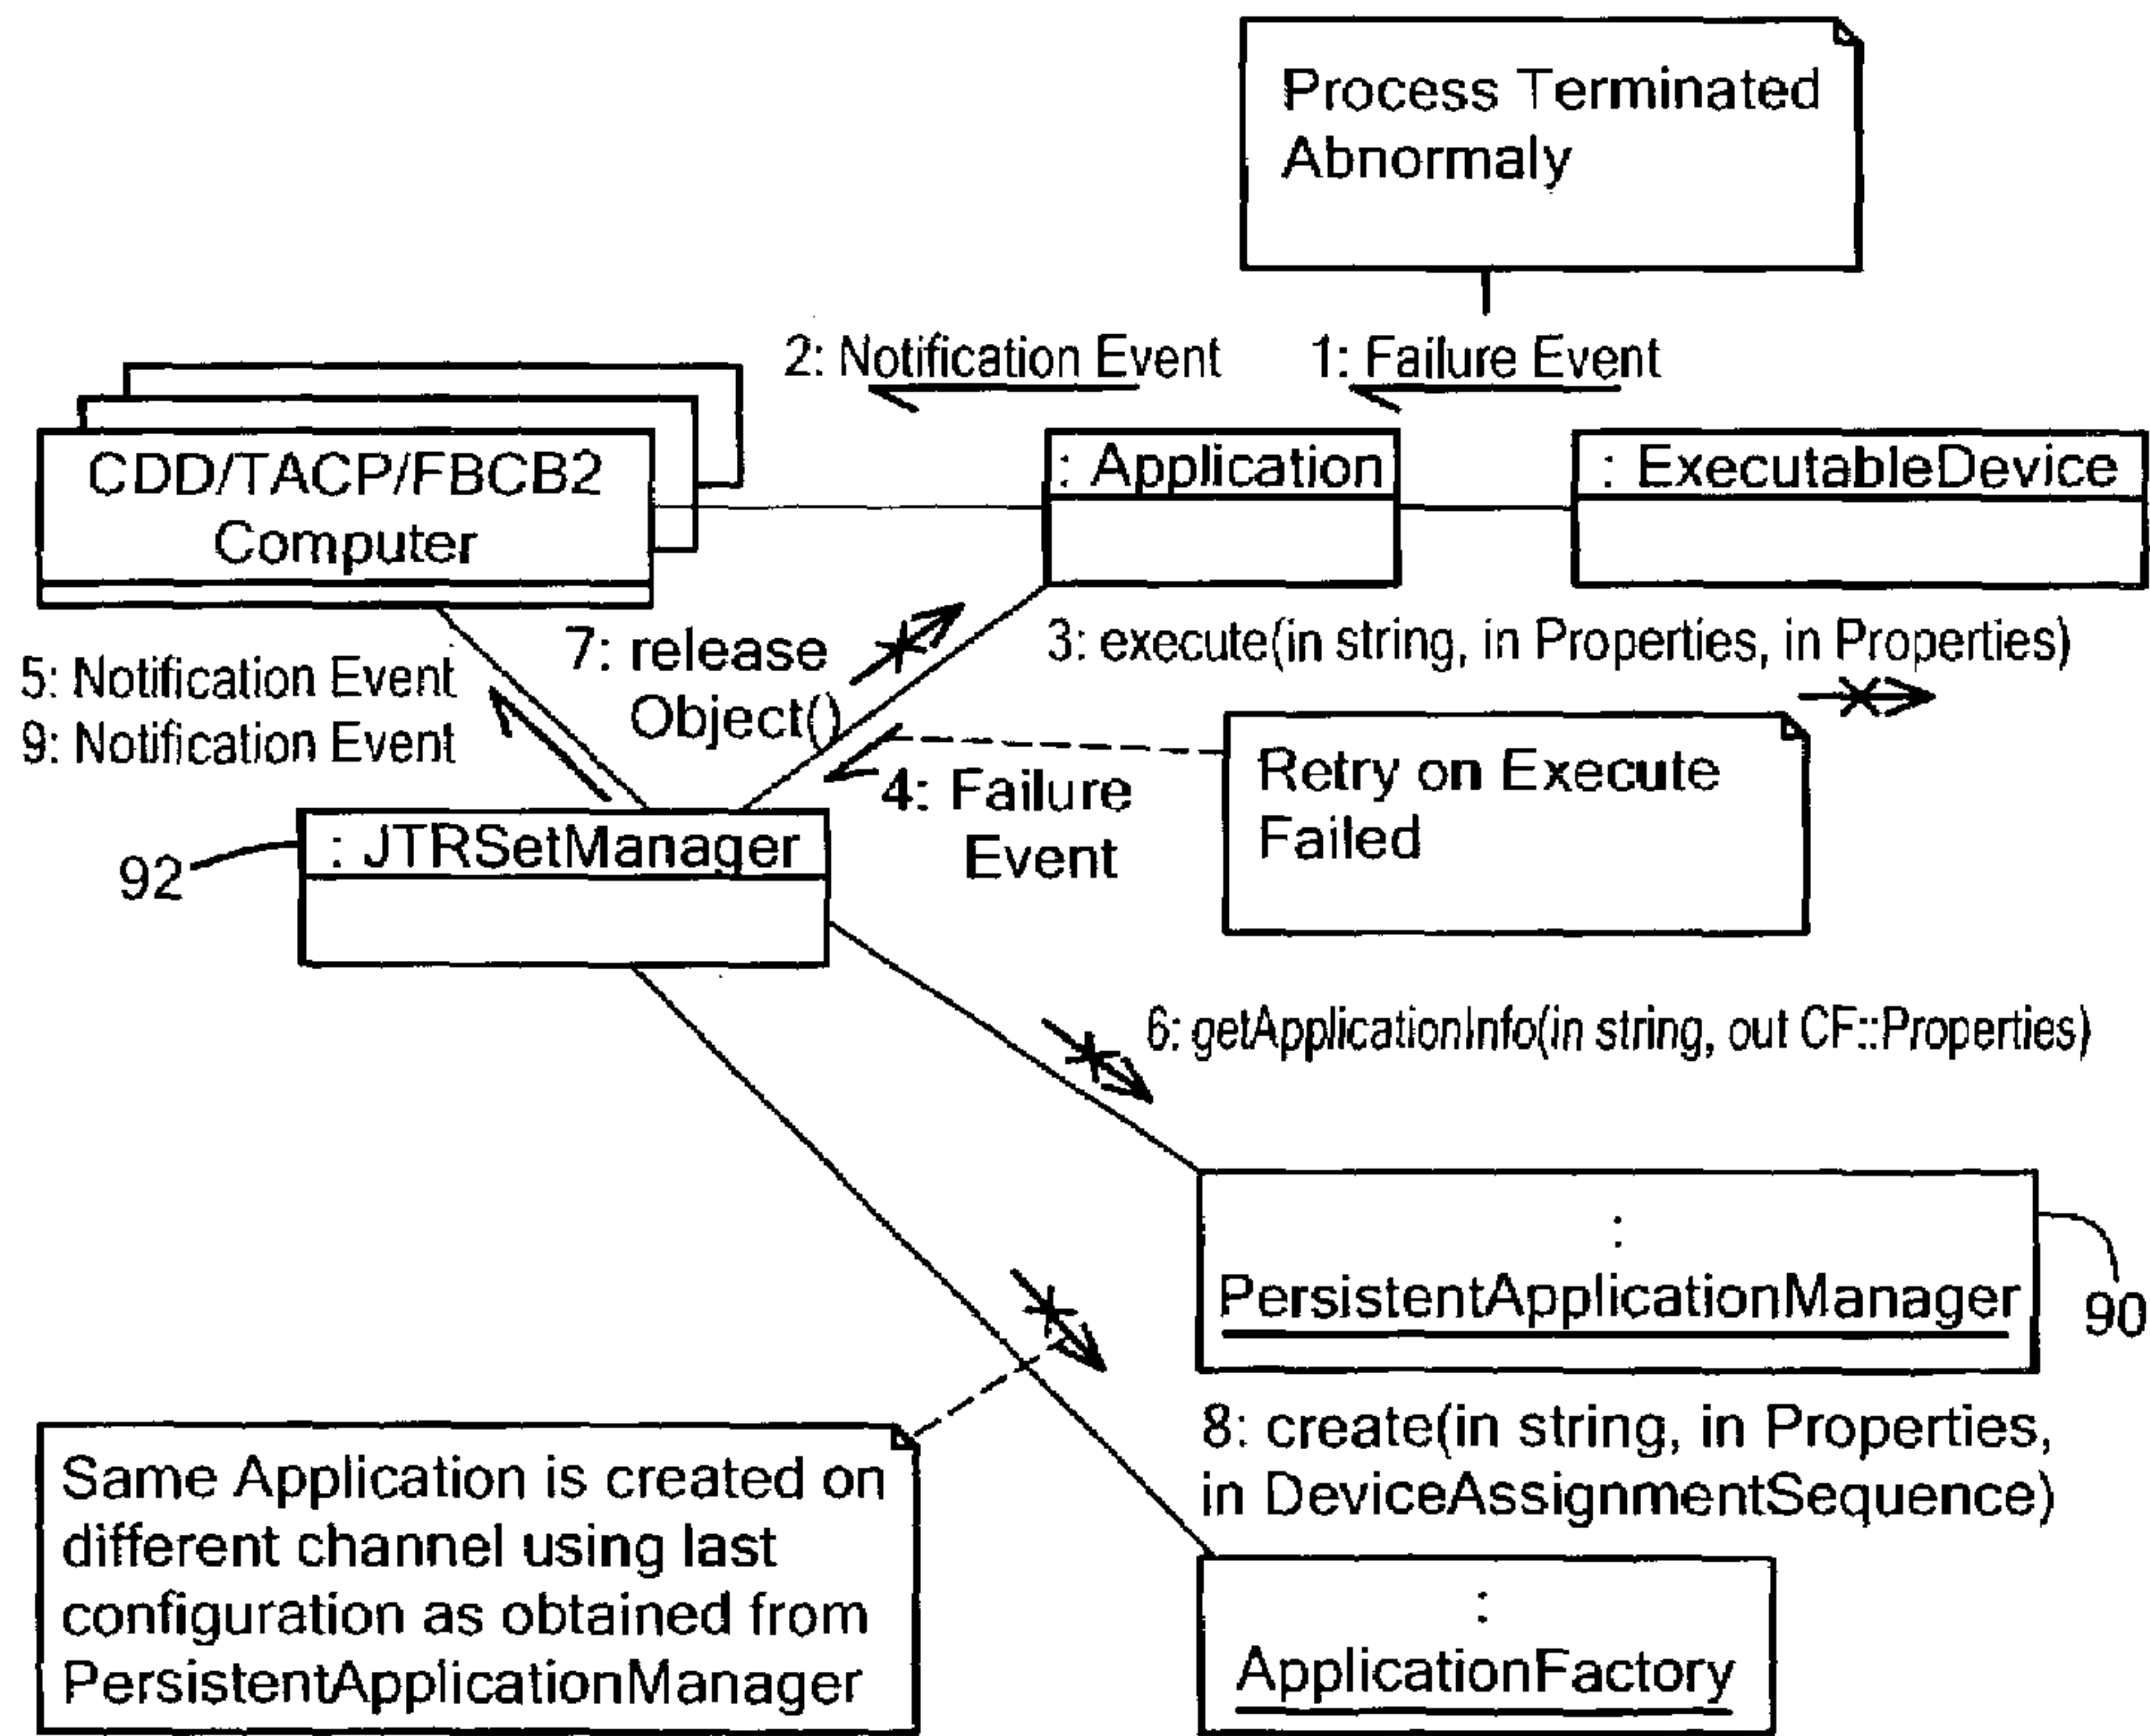 Process Terminated
Abnormaly
2: Notification Event
1: Failure Event
CDD/TACP/FBCB2
Computer
: Application
: ExecutableDevice
3: execute(in string, in Properties, in Properties)
7: release
Object()
5: Notification Event
9: Notification Event
4: Failure
Event
Retry on Execute
Failed
: JTRSetManager
92
6: getApplicationInfo(in string, out CF::Properties)
:
PersistentApplicationManager
90
8: create(in string, in Properties,
in DeviceAssignmentSequence)
Same Application is created on
different channel using last
configuration as obtained from
PersistentApplicationManager
:
ApplicationFactory